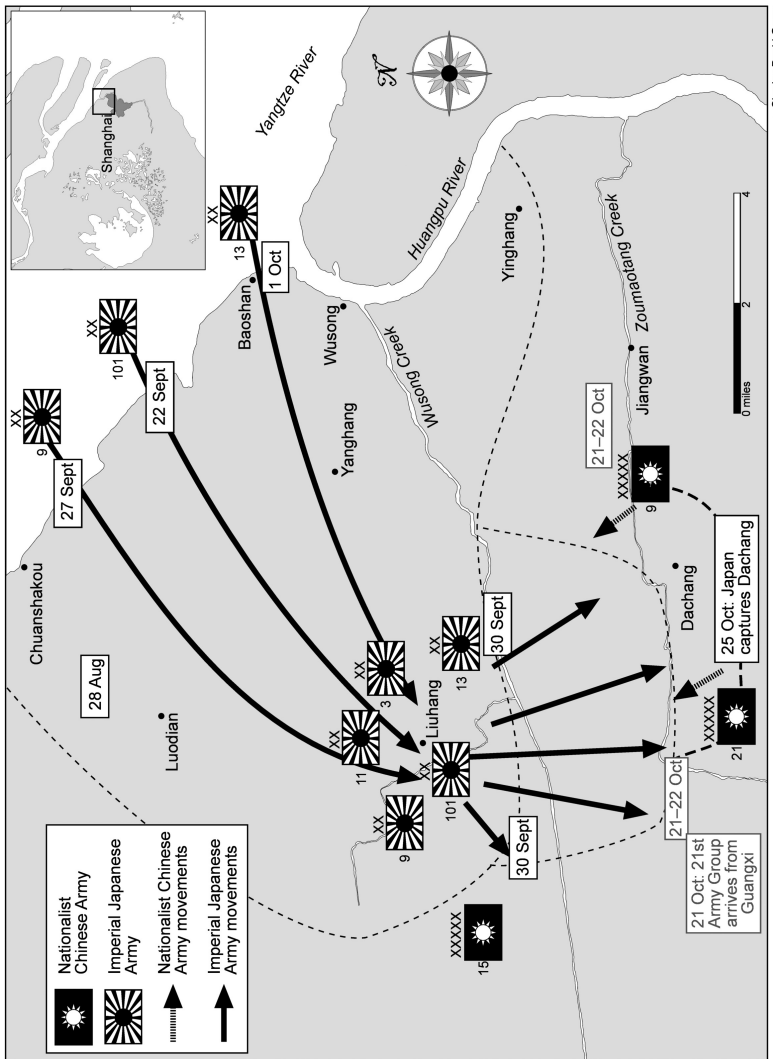 Nationalist
Chinese Army
Imperial Japanese
Army
Nationalist Chinese
Army movements
Imperial Japanese
Army movements
Shanghai
Yangtze River
N
Chuanshakou
28 Aug
Luodian
XX
9
27 Sept
XX
101
22 Sept
XX
13
1 Oct
Baoshan
Wusong
Yanghang
Huangpu River
Yinghang
Wusong Creek
XX
11
XX
3
XX
9
Liuhang
XX
101
XX
13
30 Sept
30 Sept
XXXXX
15
21–22 Oct
Jiangwan
Zoumaotang Creek
XXXXX
9
Dachang
25 Oct: Japan
captures Dachang
XXXXX
21
21–22 Oct
21 Oct: 21st
Army Group
arrives from
Guangxi
0 miles
2
4